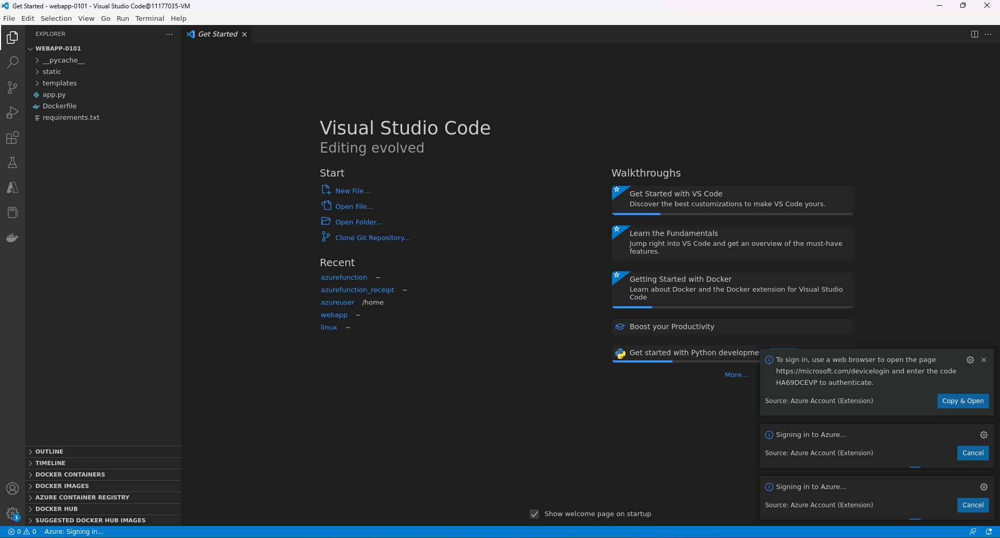 Get Started - webapp-0101 - Visual Studio Code@11177035-VM
File Edit Selection View Go Run Terminal Help
EXPLORER
WEBAPP-0101
__pycache__
static
templates
app.py
Dockerfile
requirements.txt
OUTLINE
TIMELINE
DOCKER CONTAINERS
DOCKER IMAGES
AZURE CONTAINER REGISTRY
DOCKER HUB
SUGGESTED DOCKER HUB IMAGES
1
Get Started
Visual Studio Code
Editing evolved
Start
New File...
Open File...
Open Folder...
Clone Git Repository...
Recent
azurefunction ~
azurefunction_receipt ~
azureuser /home
webapp ~
linux ~
Walkthroughs
Get Started with VS Code
Discover the best customizations to make VS Code yours.
Learn the Fundamentals
Jump right into VS Code and get an overview of the must-have
features.
Getting Started with Docker
Learn about Docker and the Docker extension for Visual Studio
Code
Boost your Productivity
Get started with Python developme
More...
Show welcome page on startup
To sign in, use a web browser to open the page
https://microsoft.com/devicelogin and enter the code
HA69DCEVP to authenticate.
Source: Azure Account (Extension) Copy & Open
Signing in to Azure...
Source: Azure Account (Extension) Cancel
Signing in to Azure...
Source: Azure Account (Extension) Cancel
0 0 Azure: Signing in...